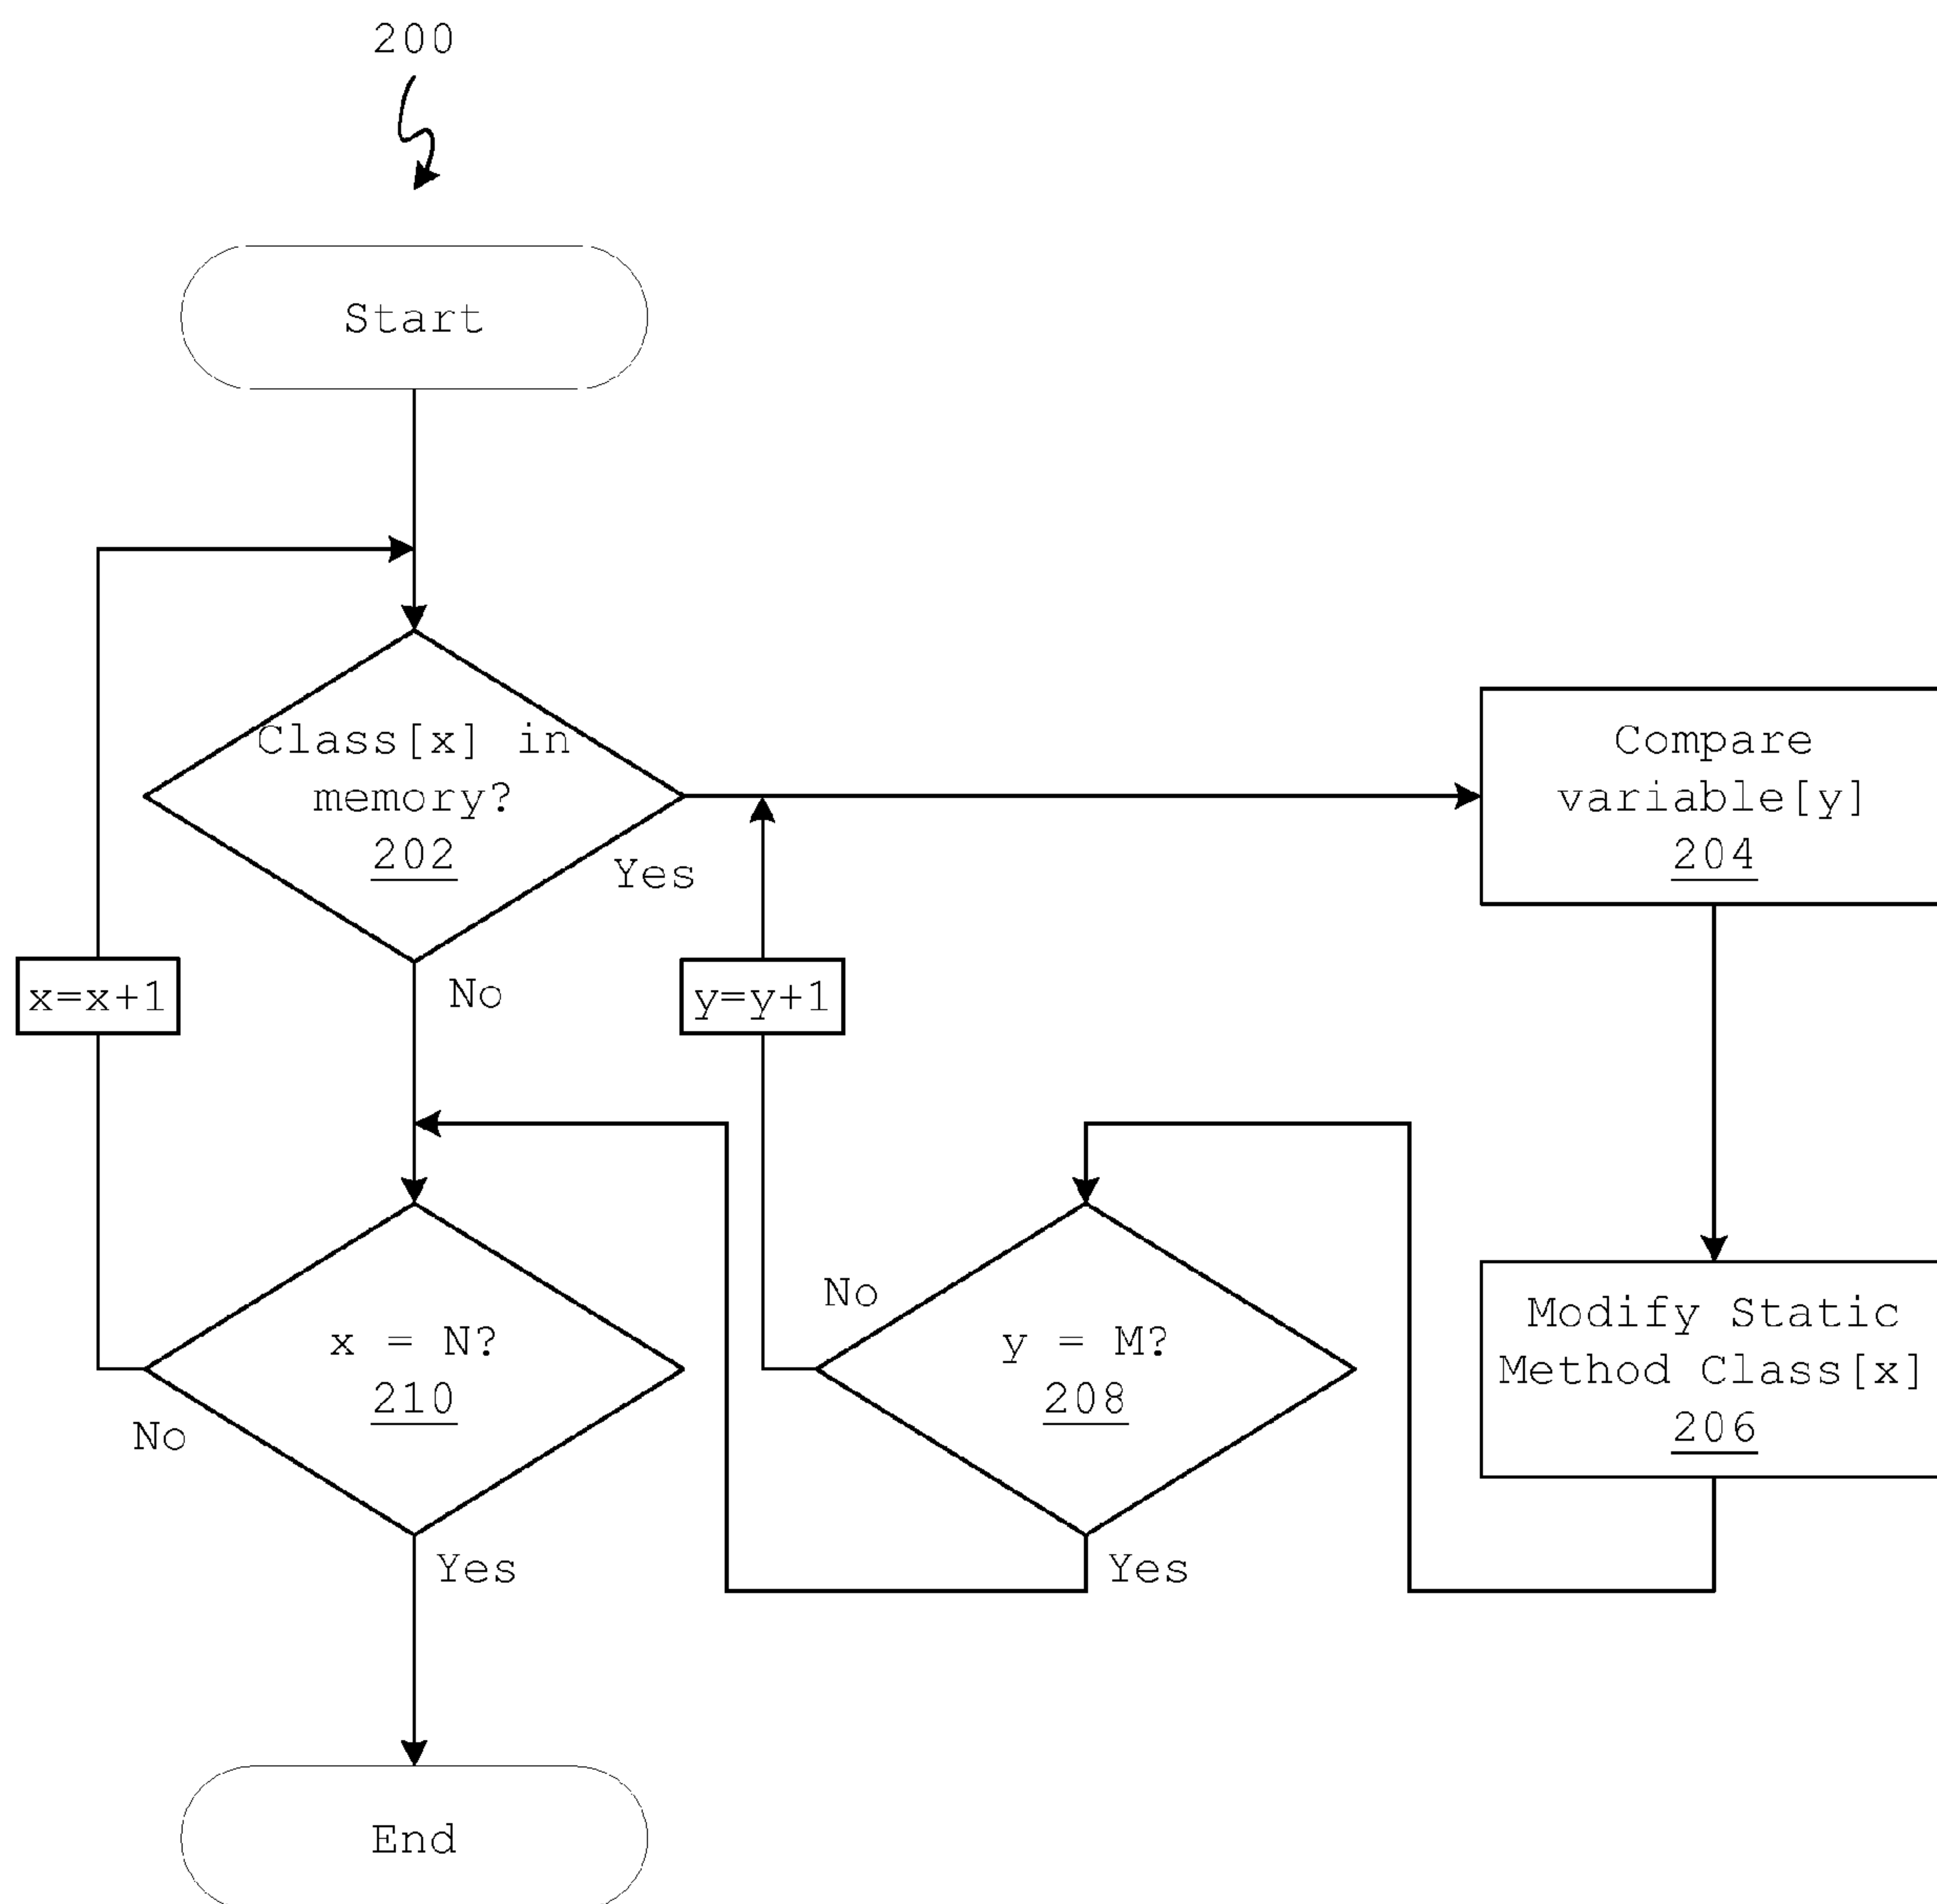 200
Start
Class[x] in
memory?
202
Yes
No
Compare
variable[y]
204
x=x+1
y=y+1
Modify Static
Method Class[x]
206
No
y = M?
208
Yes
x = N?
210
No
Yes
End